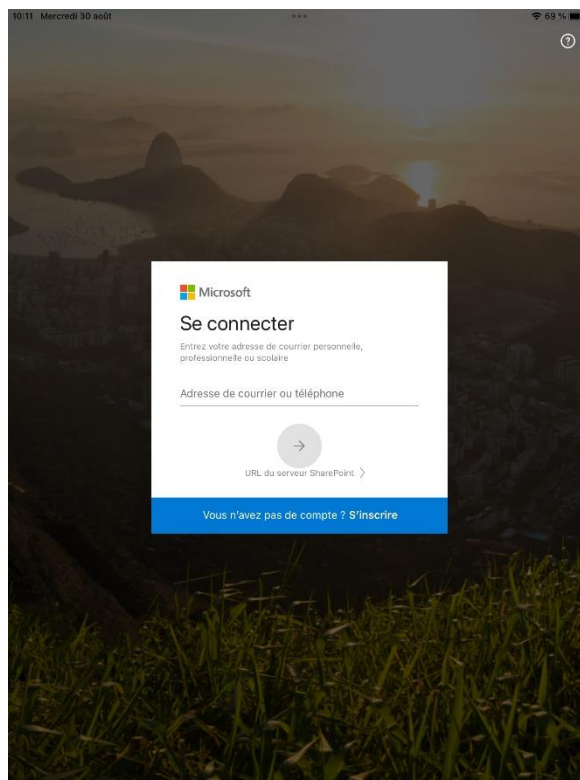 10:11 Mercredi 30 août
69 %
Microsoft
Se connecter
Entrez votre adresse de courrier personnelle,
professionnelle ou scolaire
Adresse de courrier ou téléphone
URL du serveur SharePoint
Vous n'avez pas de compte ? S'inscrire